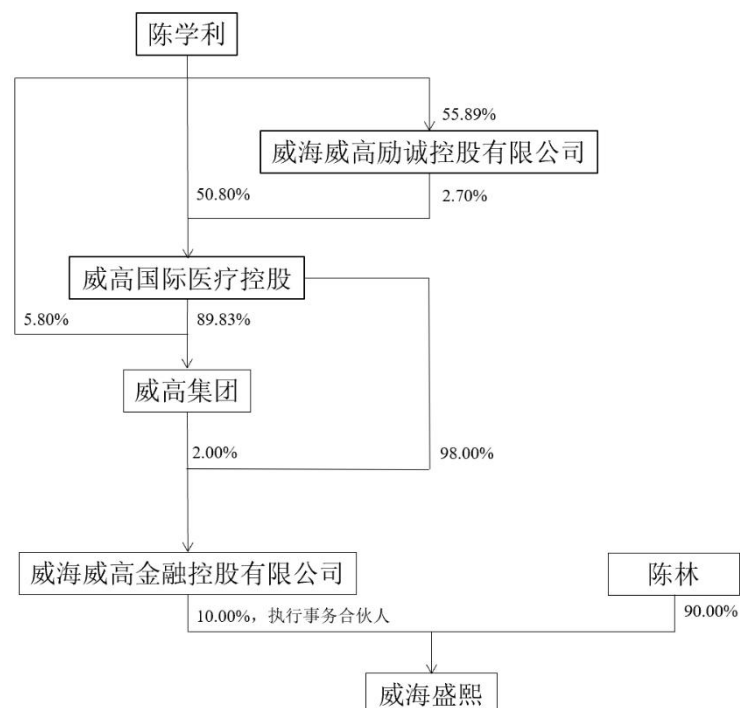 陈学利
55.89%
威海威高励诚控股有限公司
50.80%
2.70%
威高国际医疗控股
5.80%
89.83%
威高集团
2.00%
98.00%
威海威高金融控股有限公司
陈林
10.00%，执行事务合伙人
90.00%
威海盛熙